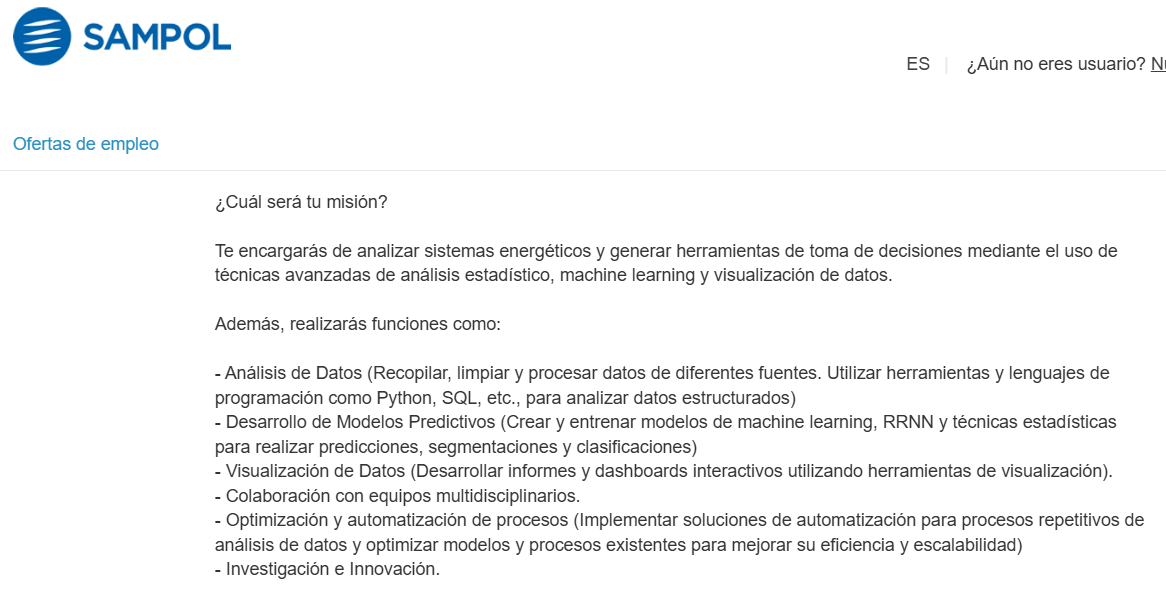 SAMPOL
ES
¿Aún no eres usuario?
Ofertas de empleo
¿Cuál será tu misión?
Te encargarás de analizar sistemas energéticos y generar herramientas de toma de decisiones mediante el uso de
técnicas avanzadas de análisis estadístico, machine learning y visualización de datos.
Además, realizarás funciones como:
- Análisis de Datos (Recopilar, limpiar y procesar datos de diferentes fuentes. Utilizar herramientas y lenguajes de
programación como Python, SQL, etc., para analizar datos estructurados)
- Desarrollo de Modelos Predictivos (Crear y entrenar modelos de machine learning, RRNN y técnicas estadísticas
para realizar predicciones, segmentaciones y clasificaciones)
- Visualización de Datos (Desarrollar informes y dashboards interactivos utilizando herramientas de visualización).
- Colaboración con equipos multidisciplinarios.
- Optimización y automatización de procesos (Implementar soluciones de automatización para procesos repetitivos de
análisis de datos y optimizar modelos y procesos existentes para mejorar su eficiencia y escalabilidad)
- Investigación e Innovación.